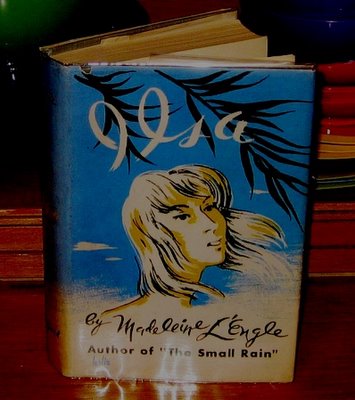 Ilsa
by Madeleine L'Engle
Author of "The Small Rain"